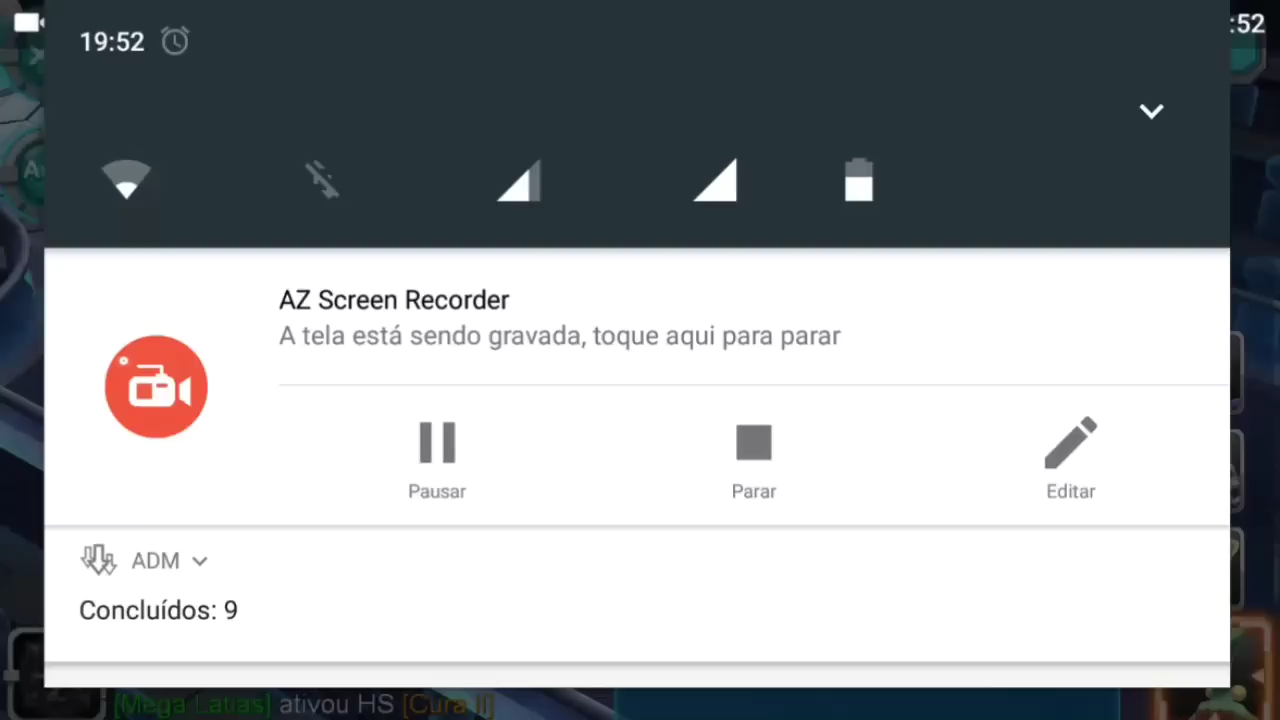 19:52
:52
AZ Screen Recorder
A tela está sendo gravada, toque aqui para parar
Pausar
Parar
Editar
ADM
Concluídos: 9
[Mega Latias] ativou HS [Cura II]